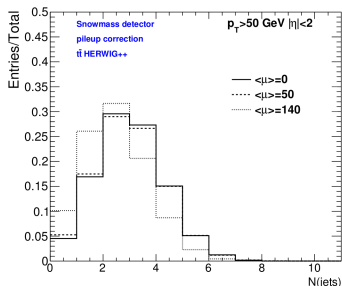 Entries/Total
Snowmass detector
pileup correction
tt̄ HERWIG++
p_T>50 GeV |η|<2
<μ>=0
<μ>=50
<μ>=140
0.5
0.45
0.4
0.35
0.3
0.25
0.2
0.15
0.1
0.05
0
0 2 4 6 8 10
N(jets)